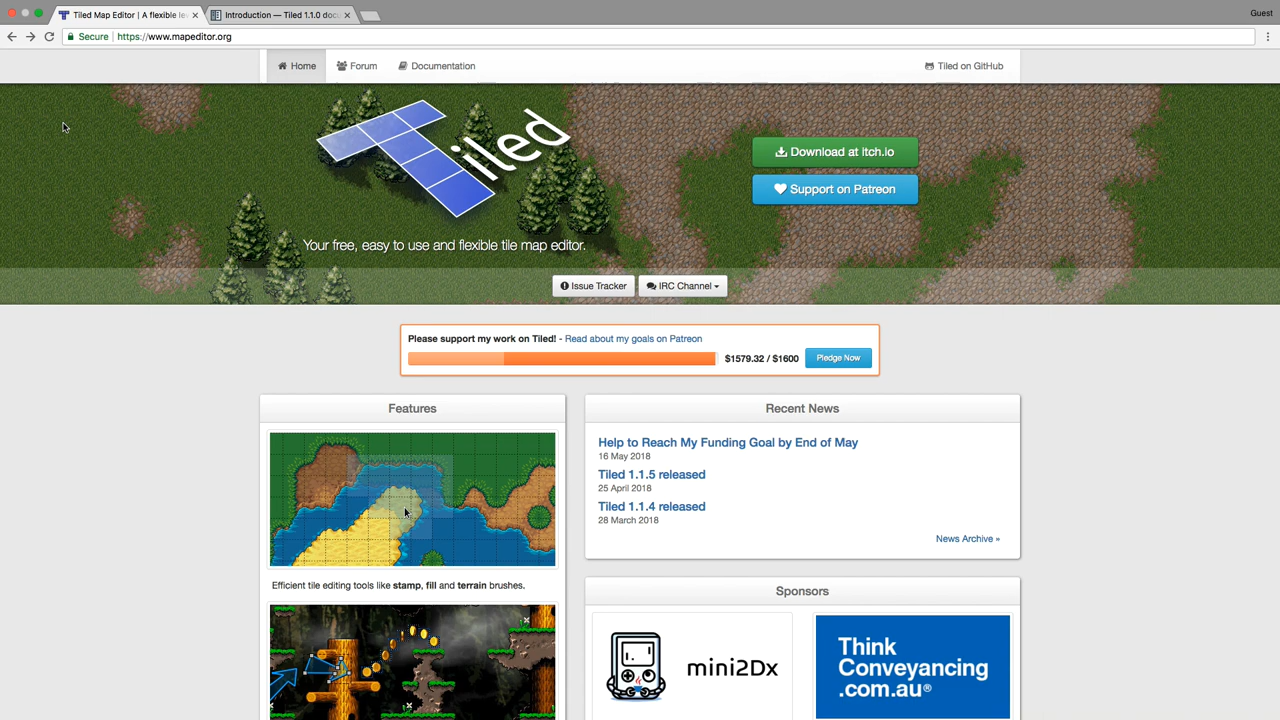 Tiled Map Editor | A flexible le
Introduction — Tiled 1.1.0 docu
Guest
Secure
https://www.mapeditor.org
Home
Forum
Documentation
Tiled on GitHub
Tiled
Your free, easy to use and flexible tile map editor.
Download at itch.io
Support on Patreon
Issue Tracker
IRC Channel
Please support my work on Tiled! - Read about my goals on Patreon
$1579.32 / $1600
Pledge Now
Features
Efficient tile editing tools like stamp, fill and terrain brushes.
Recent News
Help to Reach My Funding Goal by End of May
16 May 2018
Tiled 1.1.5 released
25 April 2018
Tiled 1.1.4 released
28 March 2018
News Archive »
Sponsors
mini2Dx
Think
Conveyancing
.com.au®